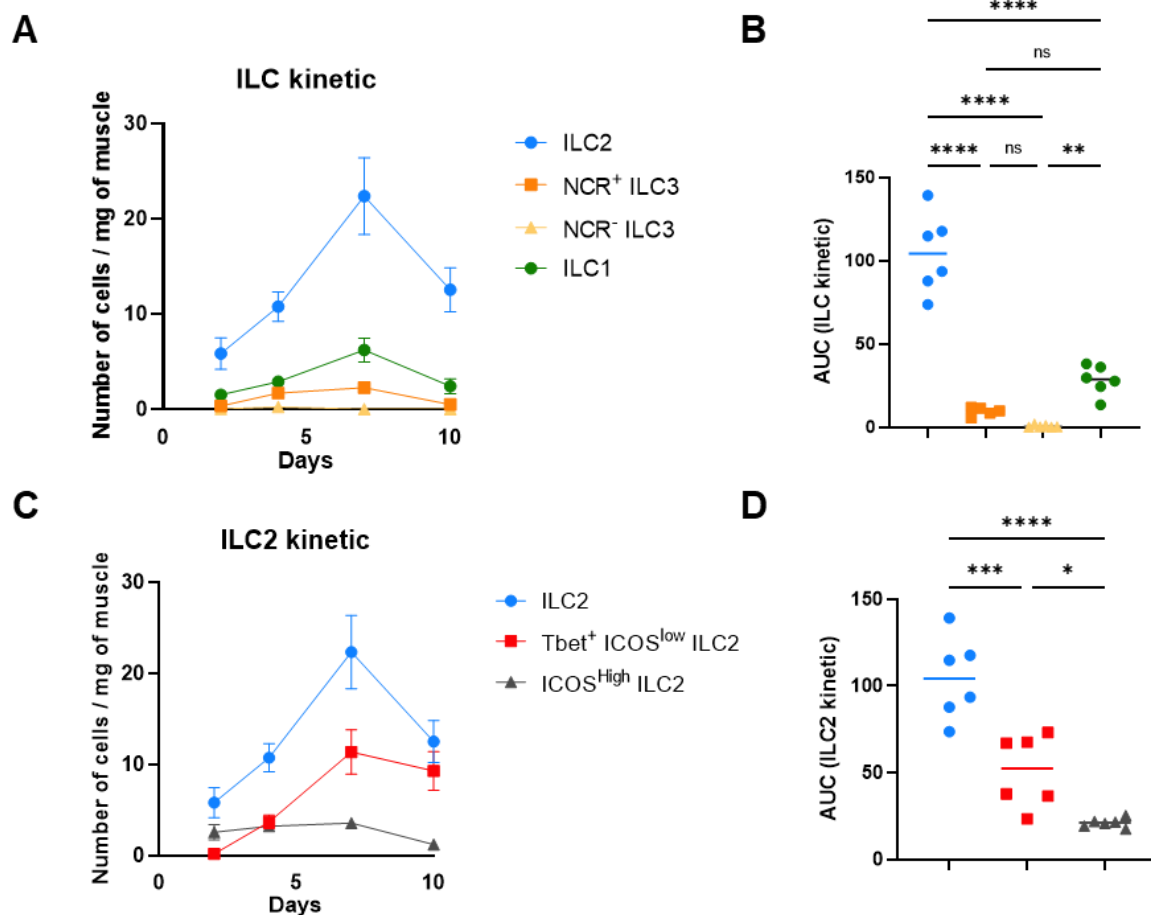 A
ILC kinetic
Number of cells / mg of muscle
30
20
10
0
0
5
10
Days
ILC2
NCR⁺ ILC3
NCR⁻ ILC3
ILC1
B
****
ns
****
**** ns **
AUC (ILC kinetic)
150
100
50
0
C
ILC2 kinetic
Number of cells / mg of muscle
30
20
10
0
0
5
10
Days
ILC2
Tbet⁺ ICOSˡᵒʷ ILC2
ICOSᴴⁱᵍʰ ILC2
D
****
*** *
AUC (ILC2 kinetic)
150
100
50
0